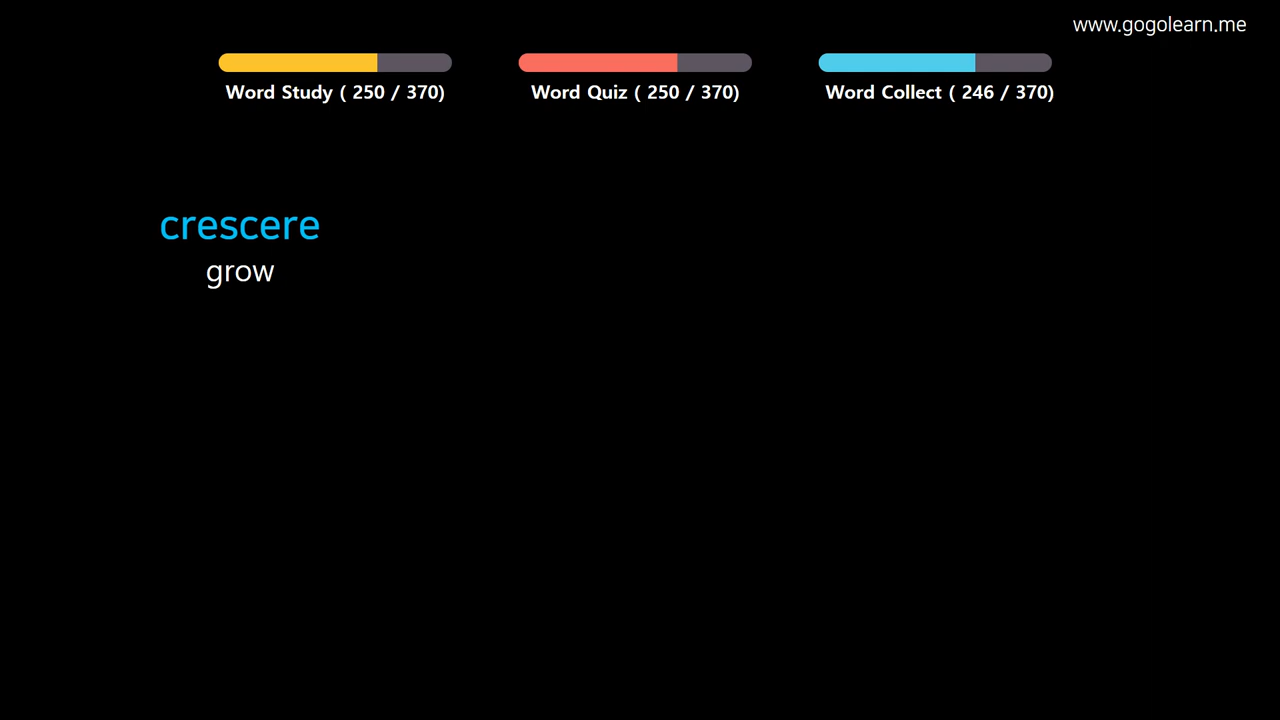 www.gogolearn.me
Word Study ( 250 / 370)
Word Quiz ( 250 / 370)
Word Collect ( 246 / 370)
crescere
grow